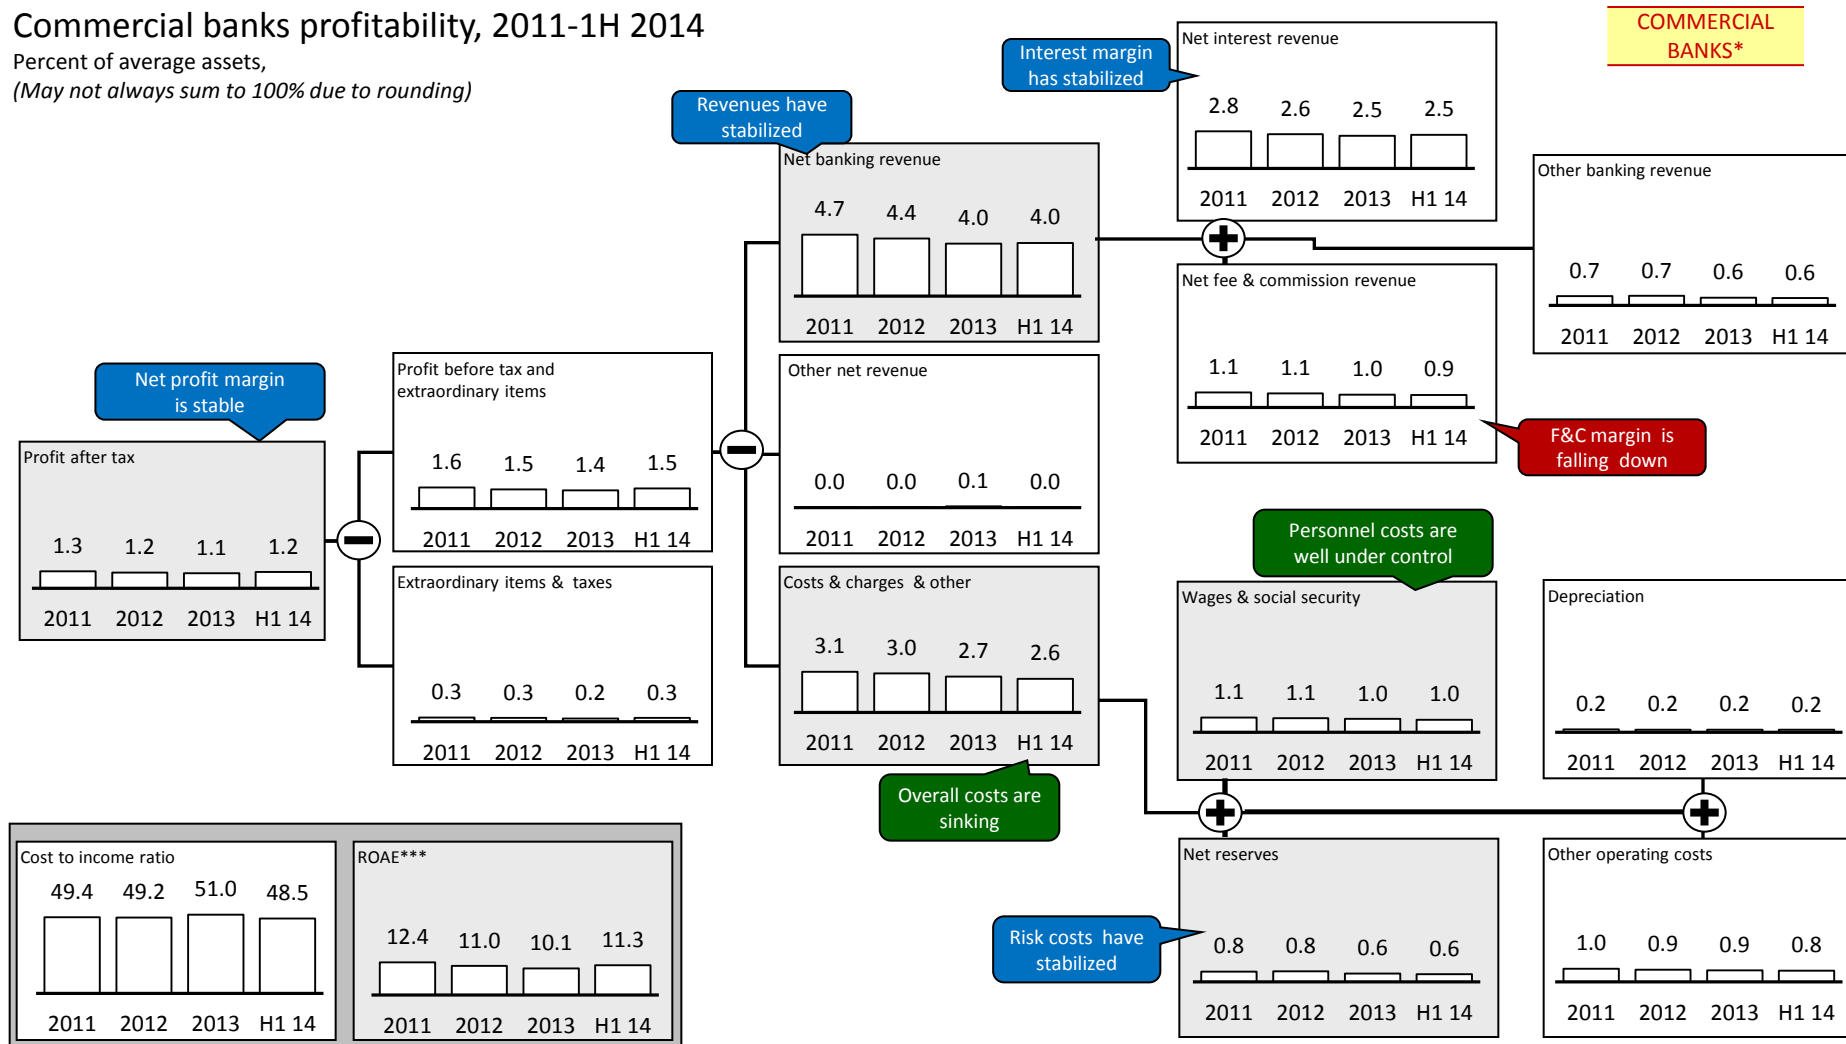 Commercial banks profitability, 2011-1H 2014
Percent of average assets,
(May not always sum to 100% due to rounding)
COMMERCIAL
BANKS*
Interest margin
has stabilized
Net interest revenue
2.8 2.6 2.5 2.5
2011 2012 2013 H1 14
Revenues have
stabilized
Net banking revenue
4.7 4.4 4.0 4.0
2011 2012 2013 H1 14
Other banking revenue
0.7 0.7 0.6 0.6
2011 2012 2013 H1 14
Net fee & commission revenue
1.1 1.1 1.0 0.9
2011 2012 2013 H1 14
F&C margin is
falling down
Net profit margin
is stable
Profit after tax
1.3 1.2 1.1 1.2
2011 2012 2013 H1 14
Profit before tax and
extraordinary items
1.6 1.5 1.4 1.5
2011 2012 2013 H1 14
Other net revenue
0.0 0.0 0.1 0.0
2011 2012 2013 H1 14
Extraordinary items & taxes
0.3 0.3 0.2 0.3
2011 2012 2013 H1 14
Costs & charges & other
3.1 3.0 2.7 2.6
2011 2012 2013 H1 14
Overall costs are
sinking
Personnel costs are
well under control
Wages & social security
1.1 1.1 1.0 1.0
2011 2012 2013 H1 14
Depreciation
0.2 0.2 0.2 0.2
2011 2012 2013 H1 14
Cost to income ratio
49.4 49.2 51.0 48.5
2011 2012 2013 H1 14
ROAE***
12.4 11.0 10.1 11.3
2011 2012 2013 H1 14
Risk costs have
stabilized
Net reserves
0.8 0.8 0.6 0.6
2011 2012 2013 H1 14
Other operating costs
1.0 0.9 0.9 0.8
2011 2012 2013 H1 14